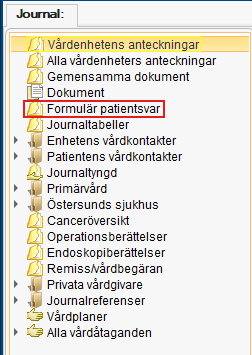 Journal:
Vårdenhetens anteckningar
Alla vårdenheters anteckningar
Gemensamma dokument
Dokument
Formulär patientsvar
Journaltabeller
Enhetens vårdkontakter
Patientens vårdkontakter
Journaltyngd
Primärvård
Östersunds sjukhus
Canceröversikt
Operationsberättelser
Endoskopiberättelser
Remiss/vårdbegäran
Privata vårdgivare
Journalreferenser
Vårdplaner
Alla vårdåtaganden